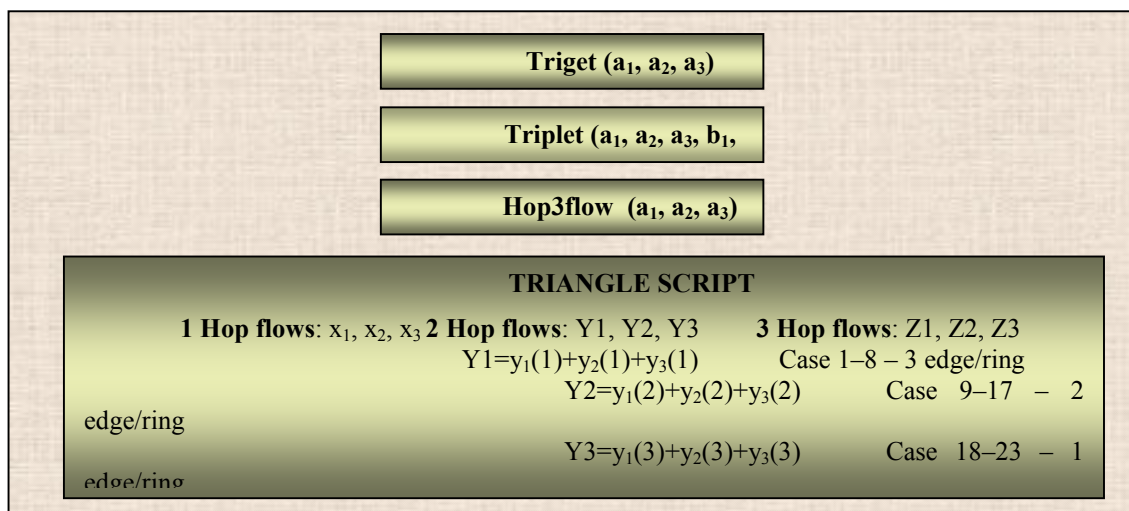 Triget (a₁, a₂, a₃)
Triplet (a₁, a₂, a₃, b₁,
Hop3flow (a₁, a₂, a₃)
TRIANGLE SCRIPT
1 Hop flows: x₁, x₂, x₃ 2 Hop flows: Y1, Y2, Y3 3 Hop flows: Z1, Z2, Z3
Y1=y₁(1)+y₂(1)+y₃(1) Case 1–8 – 3 edge/ring
Y2=y₁(2)+y₂(2)+y₃(2) Case 9–17 – 2
edge/ring
Y3=y₁(3)+y₂(3)+y₃(3) Case 18–23 – 1
edge/ring